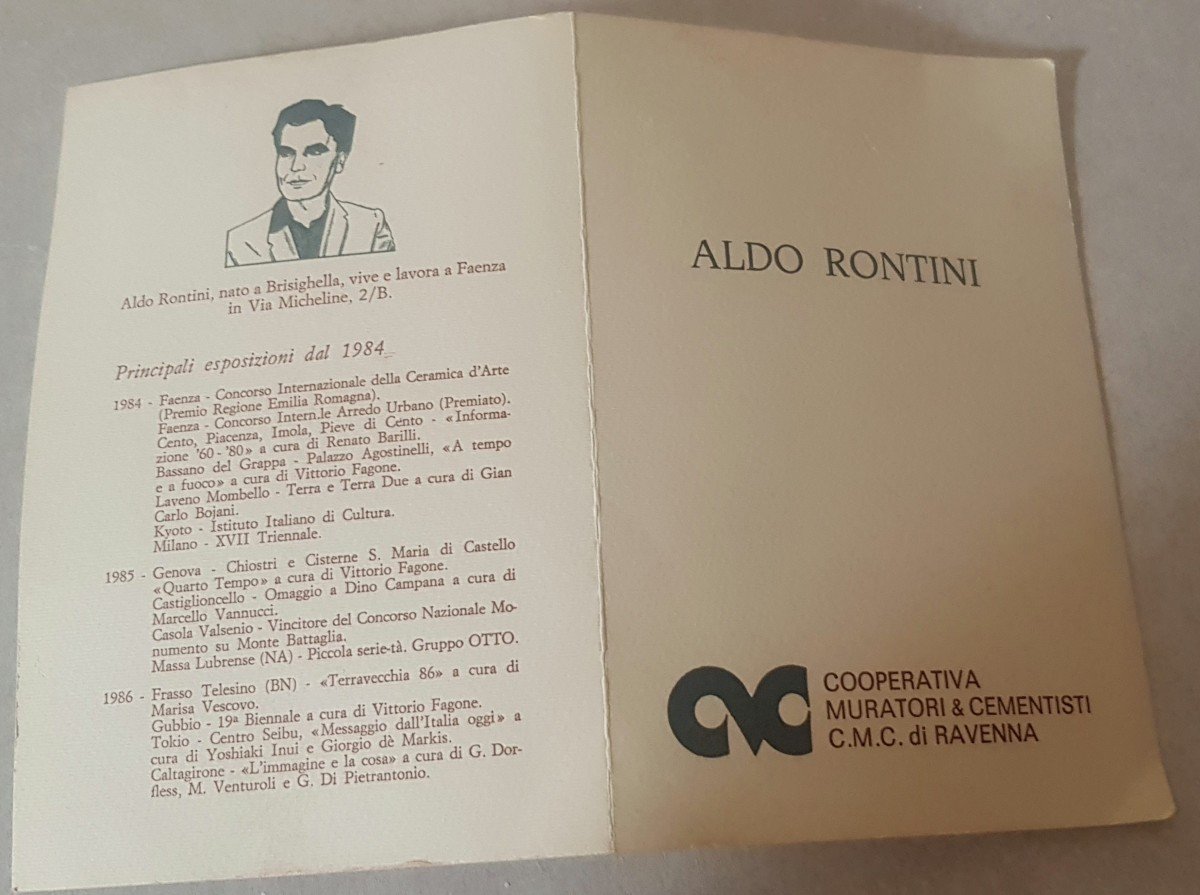 Aldo Rontini, nato a Brisighella, vive e lavora a Faenza
in Via Micheline, 2/B.
Principali esposizioni dal 1984
1984 - Faenza - Concorso Internazionale della Ceramica d'Arte
(Premio Regione Emilia Romagna).
Faenza - Concorso Intern.le Arredo Urbano (Premiato).
Cento, Piacenza, Imola, Pieve di Cento - «Informa-
zione '60-'80» a cura di Renato Barilli.
Bassano del Grappa - Palazzo Agostinelli, «A tempo
e a fuoco» a cura di Vittorio Fagone.
Laveno Mombello - Terra e Terra Due a cura di Gian
Carlo Bojani.
Kyoto - Istituto Italiano di Cultura.
Milano - XVII Triennale.
1985 - Genova - Chiostri e Cisterne S. Maria di Castello
«Quarto Tempo» a cura di Vittorio Fagone.
Castiglioncello - Omaggio a Dino Campana a cura di
Marcello Vannucci.
Casola Valsenio - Vincitore del Concorso Nazionale Mo-
numento su Monte Battaglia.
Massa Lubrense (NA) - Piccola serie-tà. Gruppo OTTO.
1986 - Frasso Telesino (BN) - «Terravecchia 86» a cura di
Marisa Vescovo.
Gubbio - 19ª Biennale a cura di Vittorio Fagone.
Tokio - Centro Seibu, «Messaggio dall'Italia oggi» a
cura di Yoshiaki Inui e Giorgio dè Markis.
Caltagirone - «L'immagine e la cosa» a cura di G. Dor-
fless, M. Venturoli e G. Di Pietrantonio.
ALDO RONTINI
CMC
COOPERATIVA
MURATORI & CEMENTISTI
C.M.C. di RAVENNA